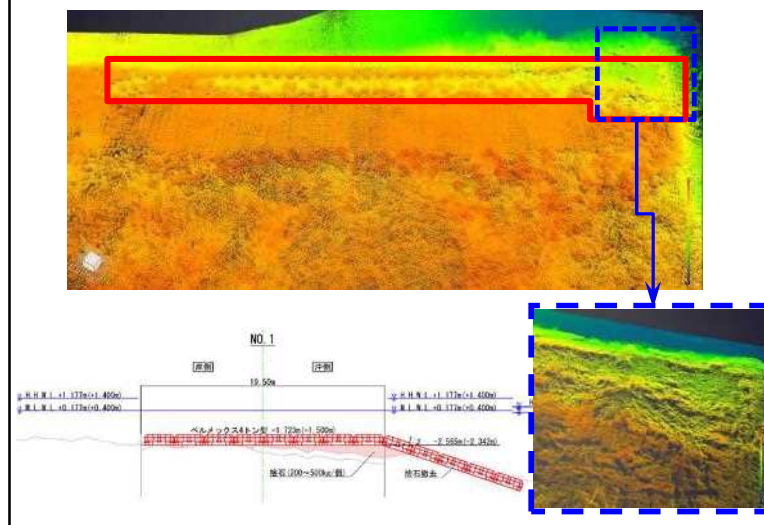 NO.1
岸側
沖側
19.50m
H.H.W.L +1.177m(+1.400m)
H.H.W.L +1.177m(+1.400m)
M.L.W.L +0.177m(+0.400m)
M.L.W.L +0.177m(+0.400m)
ベルメックス4トン型 -1.723m(-1.500m)
-2.565m(-2.342m)
捨石(200～500kg/個)
捨石撤去